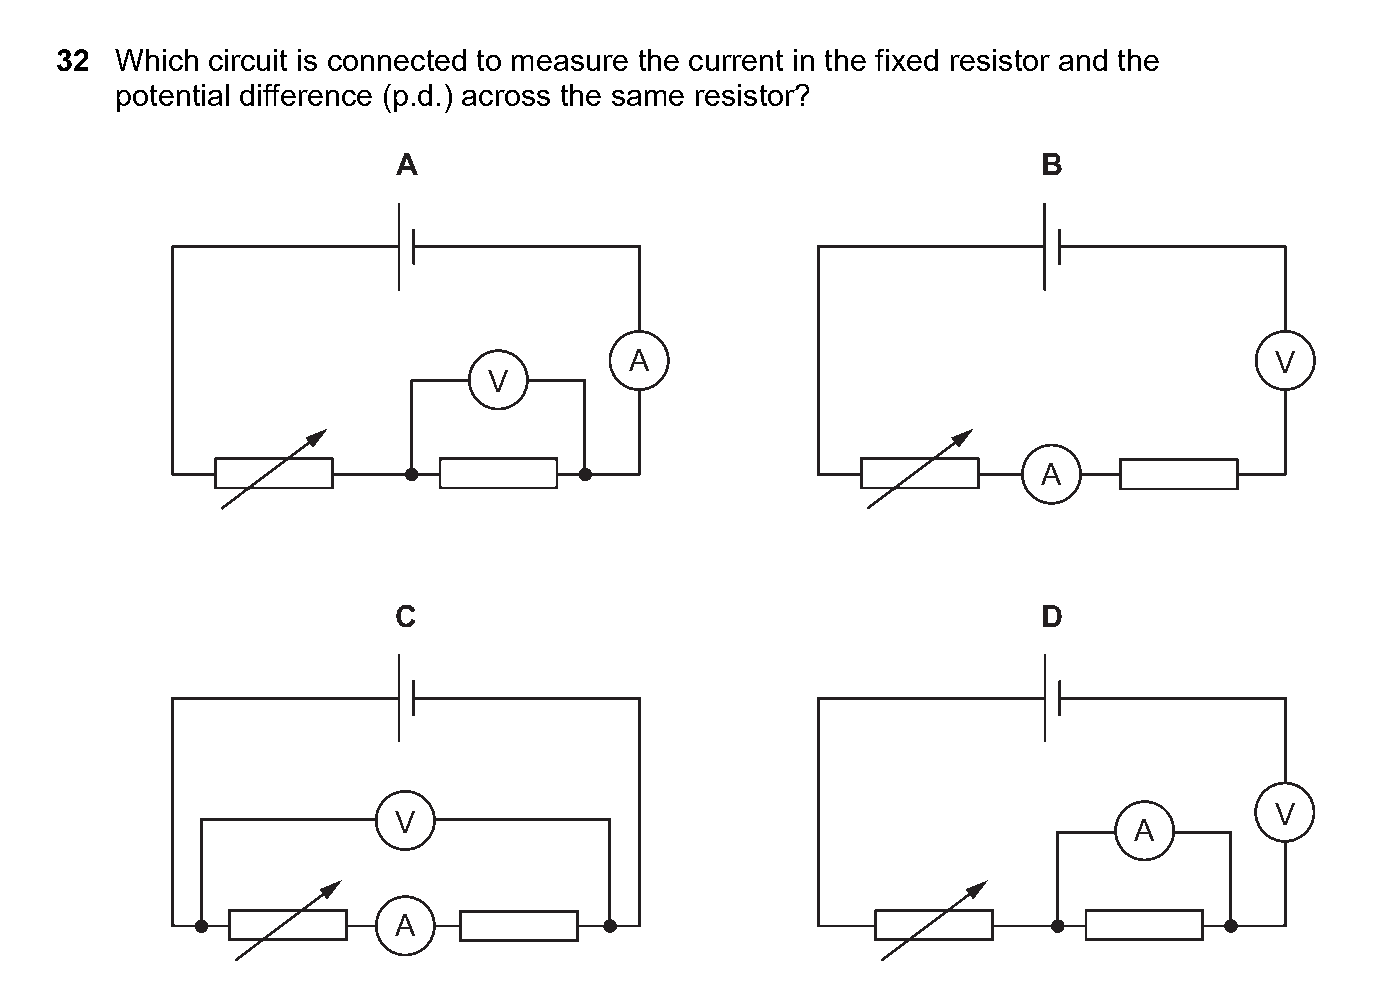 32 Which circuit is connected to measure the current in the fixed resistor and the
potential difference (p.d.) across the same resistor?
A
B
V
A
V
A
C
D
V
A
V
A